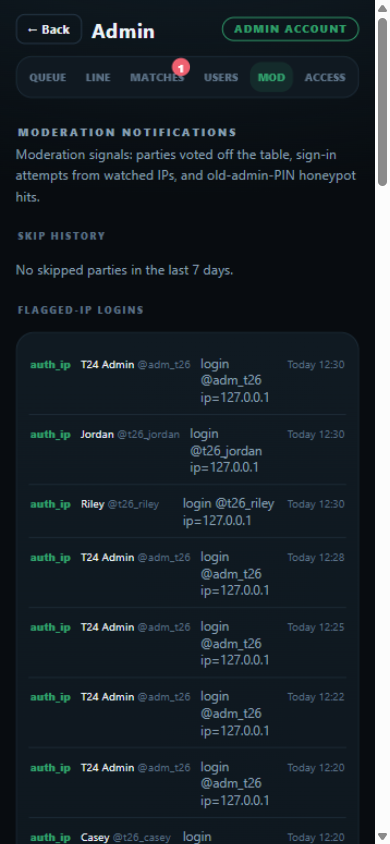 ← Back Admin ADMIN ACCOUNT
QUEUE LINE MATCHES 1 USERS MOD ACCESS
MODERATION NOTIFICATIONS
Moderation signals: parties voted off the table, sign-in
attempts from watched IPs, and old-admin-PIN honeypot
hits.
SKIP HISTORY
No skipped parties in the last 7 days.
FLAGGED-IP LOGINS
auth_ip T24 Admin @adm_t26 login Today 12:30
@adm_t26
ip=127.0.0.1
auth_ip Jordan @t26_jordan login Today 12:30
@t26_jordan
ip=127.0.0.1
auth_ip Riley @t26_riley login @t26_riley Today 12:30
ip=127.0.0.1
auth_ip T24 Admin @adm_t26 login Today 12:28
@adm_t26
ip=127.0.0.1
auth_ip T24 Admin @adm_t26 login Today 12:25
@adm_t26
ip=127.0.0.1
auth_ip T24 Admin @adm_t26 login Today 12:22
@adm_t26
ip=127.0.0.1
auth_ip T24 Admin @adm_t26 login Today 12:20
@adm_t26
ip=127.0.0.1
auth_ip Casey @t26_casey login Today 12:20